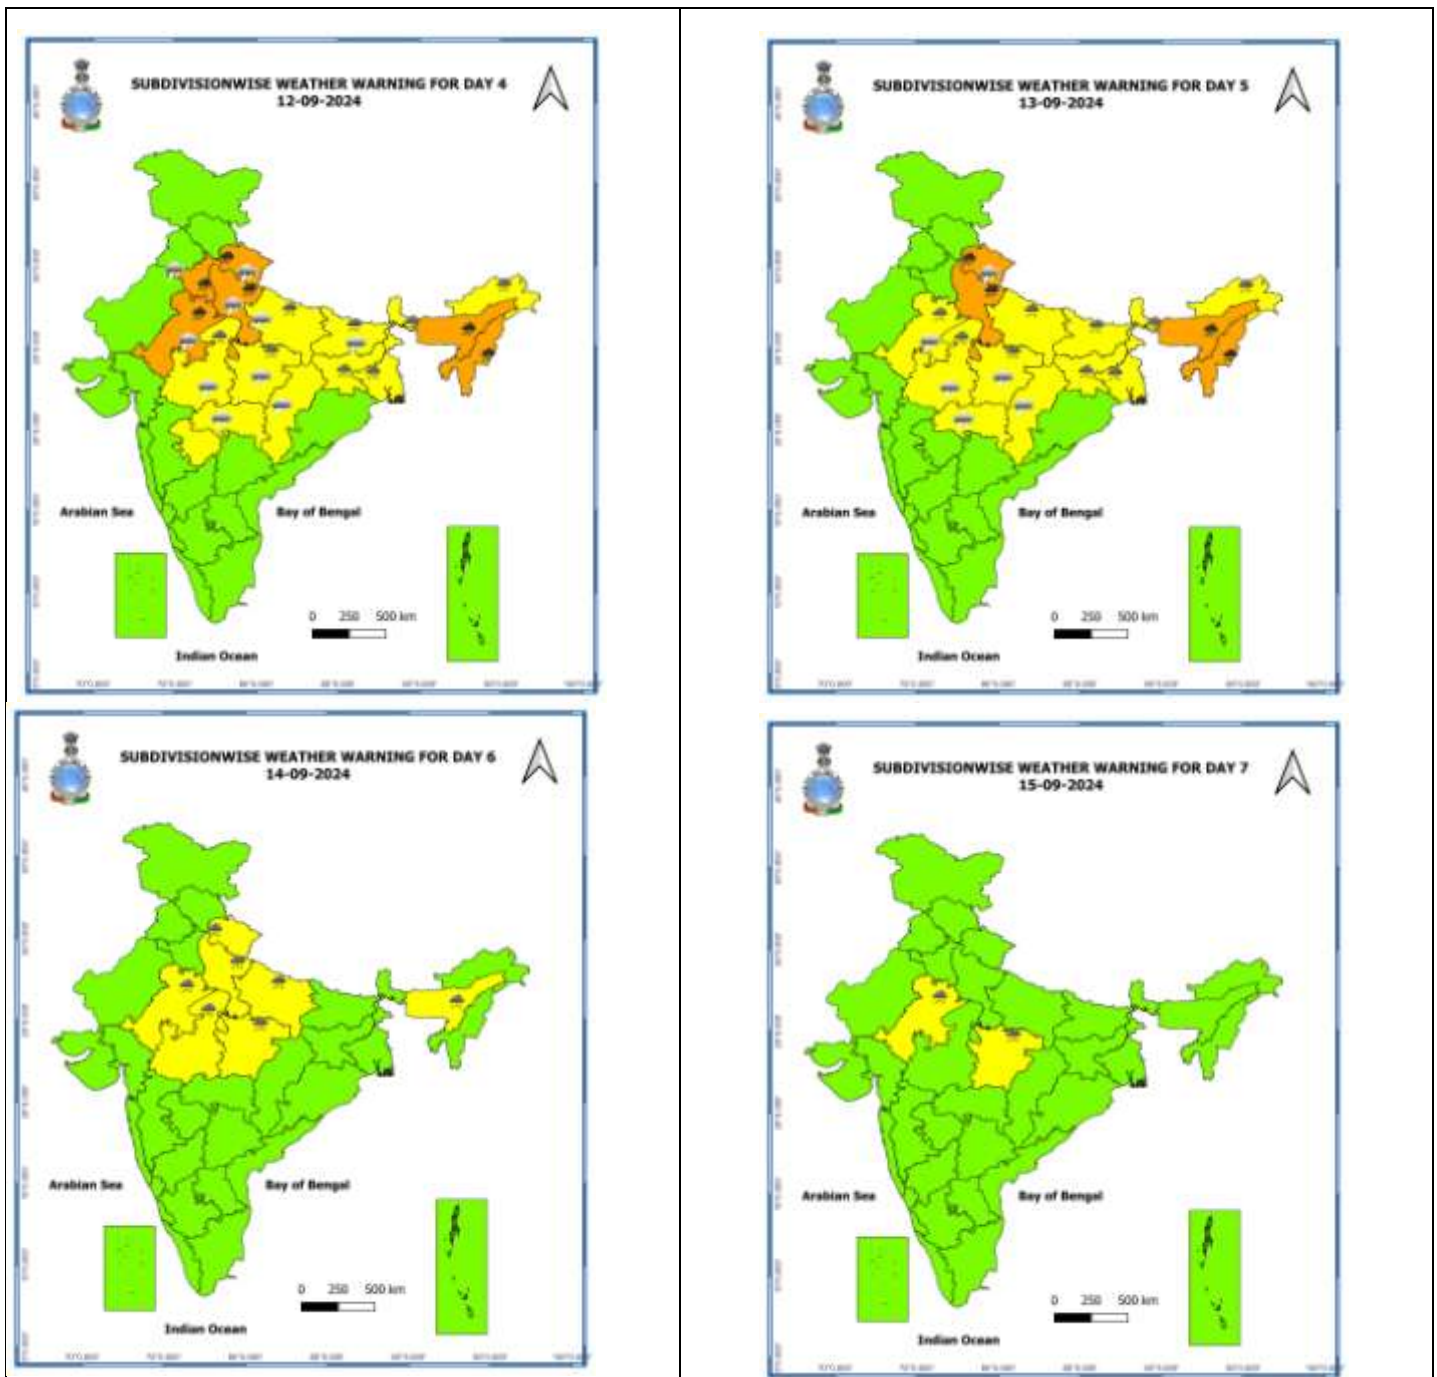 SUBDIVISIONWISE WEATHER WARNING FOR DAY 4
12-09-2024
Arabian Sea
Bay of Bengal
0 250 500 km
Indian Ocean
SUBDIVISIONWISE WEATHER WARNING FOR DAY 5
13-09-2024
Arabian Sea
Bay of Bengal
0 250 500 km
Indian Ocean
SUBDIVISIONWISE WEATHER WARNING FOR DAY 6
14-09-2024
Arabian Sea
Bay of Bengal
0 250 500 km
Indian Ocean
SUBDIVISIONWISE WEATHER WARNING FOR DAY 7
15-09-2024
Arabian Sea
Bay of Bengal
0 250 500 km
Indian Ocean